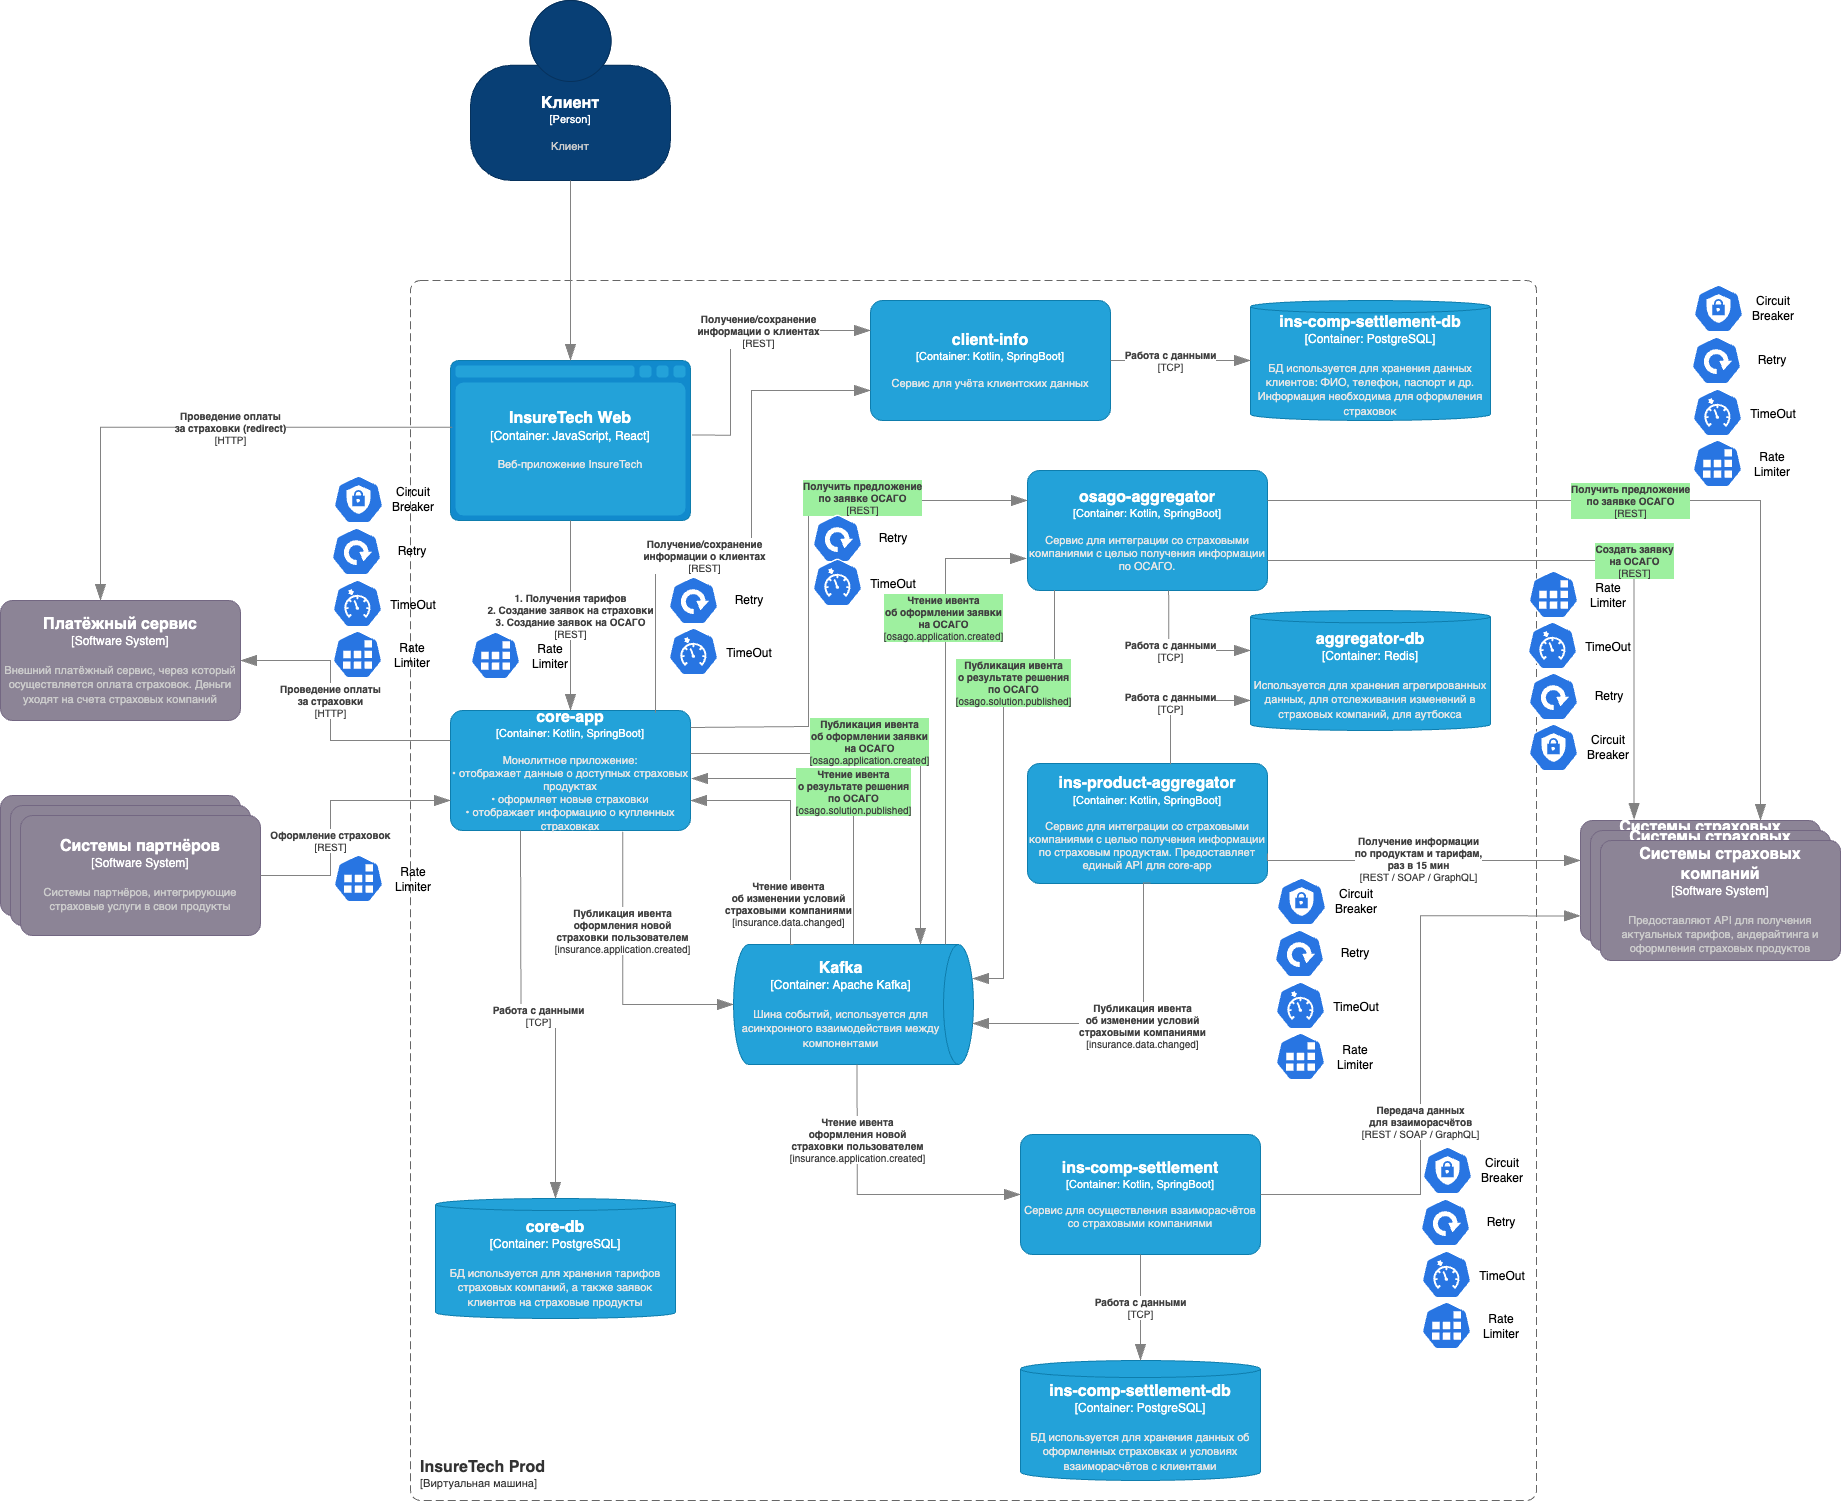 Клиент
[Person]
Клиент
InsureTech Web
[Container: JavaScript, React]
Веб-приложение InsureTech
Получение/сохранение
информации о клиентах
[REST]
client-info
[Container: Kotlin, SpringBoot]
Сервис для учёта клиентских данных
Работа с данными
[TCP]
ins-comp-settlement-db
[Container: PostgreSQL]
БД используется для хранения данных
клиентов: ФИО, телефон, паспорт и др.
Информация необходима для оформления
страховок
Circuit
Breaker
Retry
TimeOut
Rate
Limiter
Проведение оплаты
за страховки (redirect)
[HTTP]
Circuit
Breaker
Retry
TimeOut
Rate
Limiter
Платёжный сервис
[Software System]
Внешний платёжный сервис, через который
осуществляется оплата страховок. Деньги
уходят на счета страховых компаний
Проведение оплаты
за страховки
[HTTP]
1. Получения тарифов
2. Создание заявок на страховки
3. Создание заявок на ОСАГО
[REST]
Rate
Limiter
Получение/сохранение
информации о клиентах
[REST]
Retry
TimeOut
Получить предложение
по заявке ОСАГО
[REST]
Retry
TimeOut
osago-aggregator
[Container: Kotlin, SpringBoot]
Сервис для интеграции со страховыми
компаниями с целью получения информации
по ОСАГО.
Получить предложение
по заявке ОСАГО
[REST]
Создать заявку
на ОСАГО
[REST]
Rate
Limiter
TimeOut
Retry
Circuit
Breaker
Чтение ивента
об оформлении заявки
на ОСАГО
[osago.application.created]
Публикация ивента
о результате решения
по ОСАГО
[osago.solution.published]
Работа с данными
[TCP]
aggregator-db
[Container: Redis]
Используется для хранения агрегированных
данных, для отслеживания изменений в
страховых компаний, для аутбокса
Работа с данными
[TCP]
core-app
[Container: Kotlin, SpringBoot]
Монолитное приложение:
• отображает данные о доступных страховых
продуктах
• оформляет новые страховки
• отображает информацию о купленных
страховках
Публикация ивента
об оформлении заявки
на ОСАГО
[osago.application.created]
Чтение ивента
о результате решения
по ОСАГО
[osago.solution.published]
ins-product-aggregator
[Container: Kotlin, SpringBoot]
Сервис для интеграции со страховыми
компаниями с целью получения информации
по страховым продуктам. Предоставляет
единый API для core-app
Получение информации
по продуктам и тарифам,
раз в 15 мин
[REST / SOAP / GraphQL]
Системы страховых
Системы страховых
Системы страховых
компаний
[Software System]
Предоставляют API для получения
актуальных тарифов, андерайтинга и
оформления страховых продуктов
Системы партнёров
[Software System]
Системы партнёров, интегрирующие
страховые услуги в свои продукты
Оформление страховок
[REST]
Rate
Limiter
Публикация ивента
оформления новой
страховки пользователем
[insurance.application.created]
Чтение ивента
об изменении условий
страховыми компаниями
[insurance.data.changed]
Circuit
Breaker
Retry
TimeOut
Rate
Limiter
Kafka
[Container: Apache Kafka]
Шина событий, используется для
асинхронного взаимодействия между
компонентами
Публикация ивента
об изменении условий
страховыми компаниями
[insurance.data.changed]
Работа с данными
[TCP]
Чтение ивента
оформления новой
страховки пользователем
[insurance.application.created]
Передача данных
для взаиморасчётов
[REST / SOAP / GraphQL]
Circuit
Breaker
Retry
TimeOut
Rate
Limiter
ins-comp-settlement
[Container: Kotlin, SpringBoot]
Сервис для осуществления взаиморасчётов
со страховыми компаниями
core-db
[Container: PostgreSQL]
БД используется для хранения тарифов
страховых компаний, а также заявок
клиентов на страховые продукты
Работа с данными
[TCP]
ins-comp-settlement-db
[Container: PostgreSQL]
БД используется для хранения данных об
оформленных страховках и условиях
взаиморасчётов с клиентами
InsureTech Prod
[Виртуальная машина]